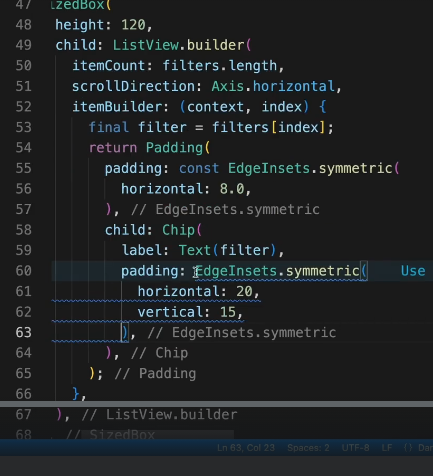 47 izedBox(
48 height: 120,
49 child: ListView.builder(
50 itemCount: filters.length,
51 scrollDirection: Axis.horizontal,
52 itemBuilder: (context, index) {
53 final filter = filters[index];
54 return Padding(
55 padding: const EdgeInsets.symmetric(
56 horizontal: 8.0,
57 ), // EdgeInsets.symmetric
58 child: Chip(
59 label: Text(filter),
60 padding: EdgeInsets.symmetric( Use
61 horizontal: 20,
62 vertical: 15,
63 ), // EdgeInsets.symmetric
64 ), // Chip
65 ); // Padding
66 },
67 ), // ListView.builder
68 // SizedBox
Ln 63, Col 23 Spaces: 2 UTF-8 LF {} Dar